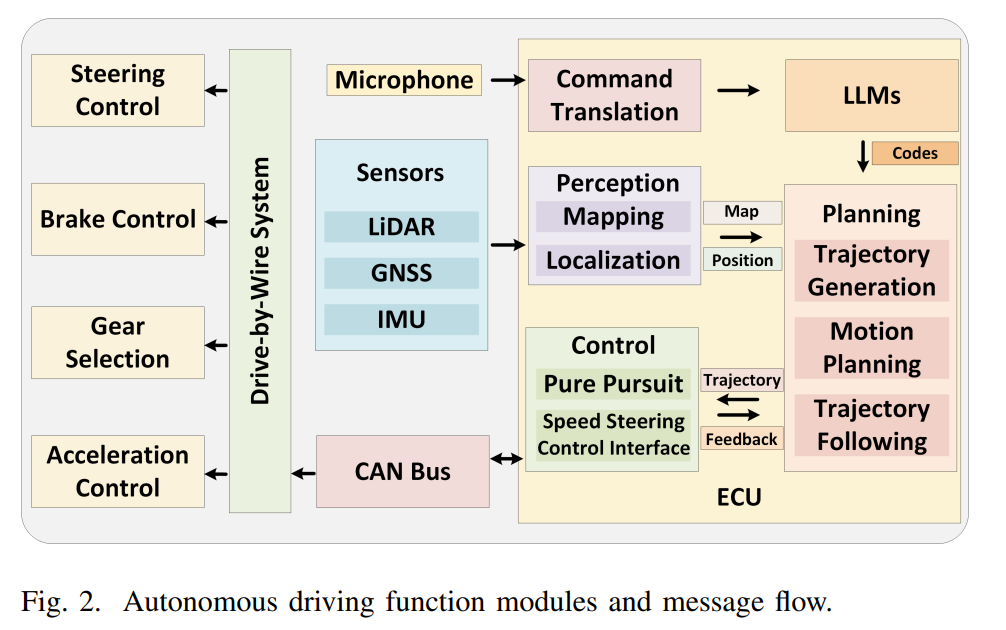 Steering
Control
Brake Control
Gear
Selection
Acceleration
Control
Drive-by-Wire System
Microphone
Sensors
LiDAR
GNSS
IMU
CAN Bus
Command
Translation
LLMs
Codes
Perception
Mapping
Localization
Map
Position
Planning
Trajectory
Generation
Motion
Planning
Trajectory
Following
Control
Pure Pursuit
Speed Steering
Control Interface
Trajectory
Feedback
ECU
Fig. 2. Autonomous driving function modules and message flow.